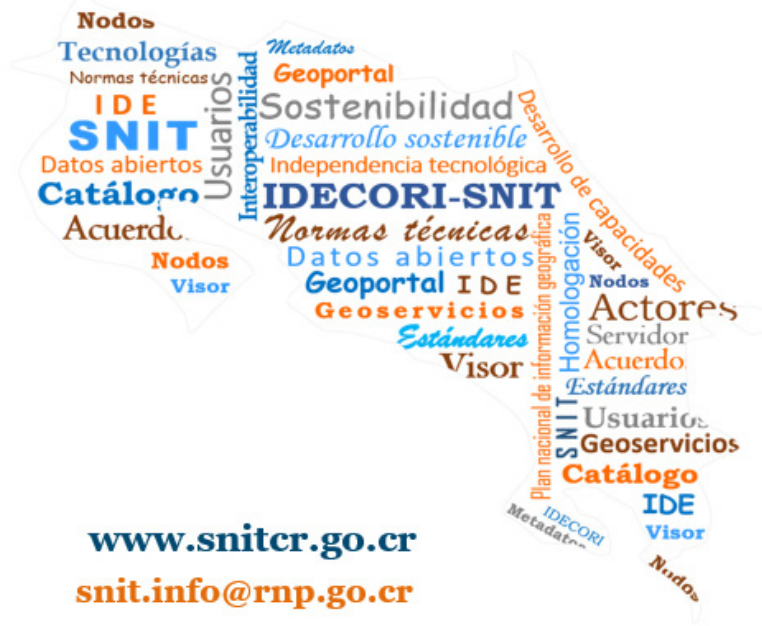 Nodos
Tecnologías
Normas técnicas
IDE
SNIT
Datos abiertos
Catálogo
Acuerdo
Nodos
Visor
Usuarios
Interoperabilidad
Metadatos
Geoportal
Sostenibilidad
Desarrollo sostenible
Independencia tecnológica
IDECORI-SNIT
Normas técnicas
Datos abiertos
Geoportal IDE
Geoservicios
Estándares
Visor
Desarrollo de capacidades
Plan nacional de información geográfica
Homologación
SNIT
Visor
Nodos
Actores
Servidor
Acuerdo
Estándares
Usuarios
Geoservicios
Catálogo
IDE
Visor
IDECORI
Metadatos
Nodos
www.snitcr.go.cr
snit.info@rnp.go.cr